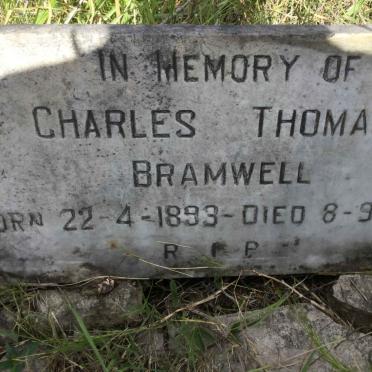 IN MEMORY OF
CHARLES THOMA
BRAMWELL
ORN 22-4-1893-DIED 8-9
R.I.P.